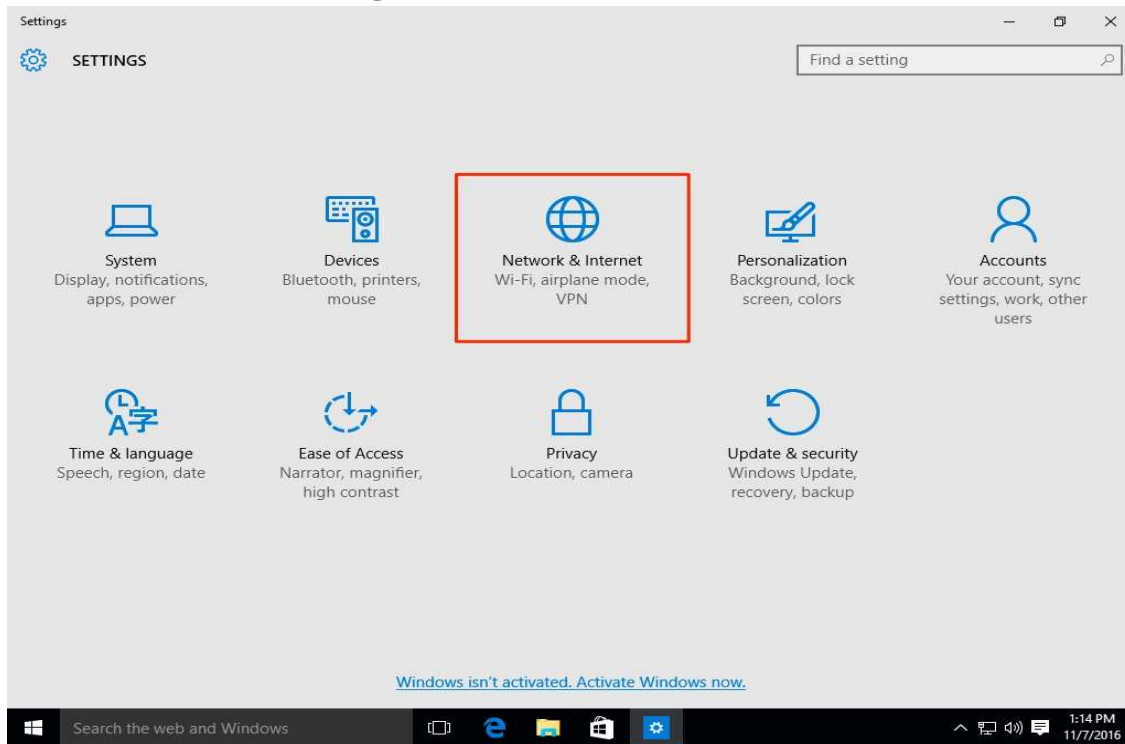 Settings
SETTINGS
Find a setting
System
Display, notifications,
apps, power
Devices
Bluetooth, printers,
mouse
Network & Internet
Wi-Fi, airplane mode,
VPN
Personalization
Background, lock
screen, colors
Accounts
Your account, sync
settings, work, other
users
A字
Time & language
Speech, region, date
Ease of Access
Narrator, magnifier,
high contrast
Privacy
Location, camera
Update & security
Windows Update,
recovery, backup
Windows isn't activated. Activate Windows now.
Search the web and Windows
1:14 PM
11/7/2016